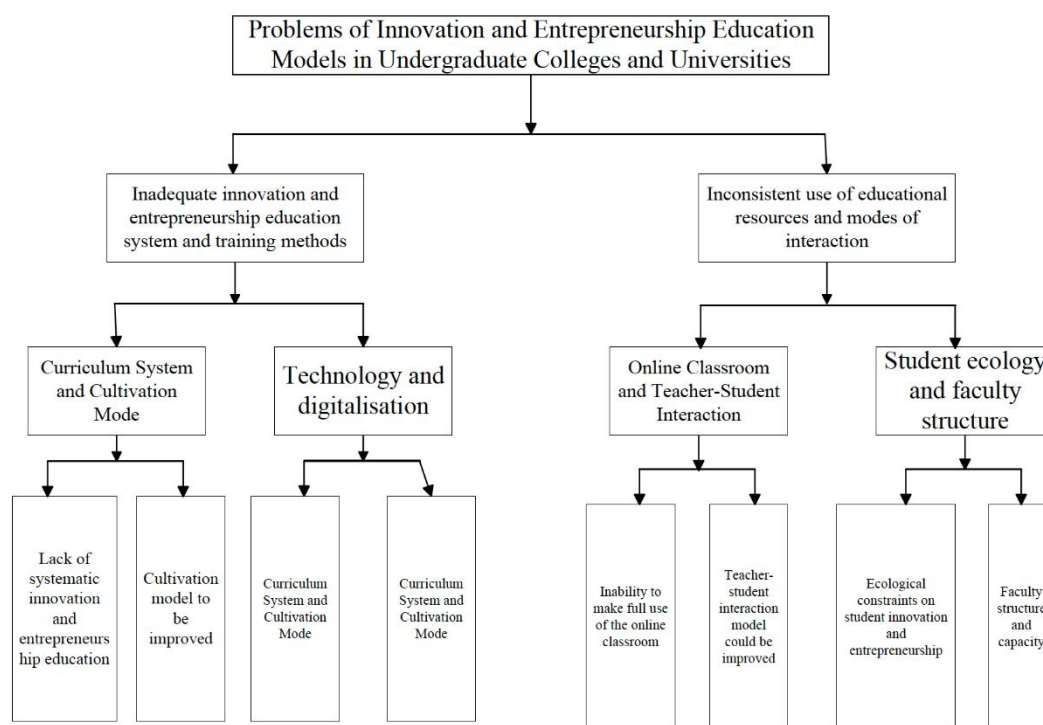 Problems of Innovation and Entrepreneurship Education
Models in Undergraduate Colleges and Universities
Inadequate innovation and
entrepreneurship education
system and training methods
Inconsistent use of educational
resources and modes of
interaction
Curriculum System
and Cultivation
Mode
Technology and
digitalisation
Online Classroom
and Teacher-Student
Interaction
Student ecology
and faculty
structure
Lack of
systematic
innovation
and
entrepreneurs
hip education
Cultivation
model to
be
improved
Curriculum
System and
Cultivation
Mode
Curriculum
System and
Cultivation
Mode
Inability to
make full use
of the online
classroom
Teacher-
student
interaction
model
could be
improved
Ecological
constraints on
student innovation
and
entrepreneurship
Faculty
structure
and
capacity